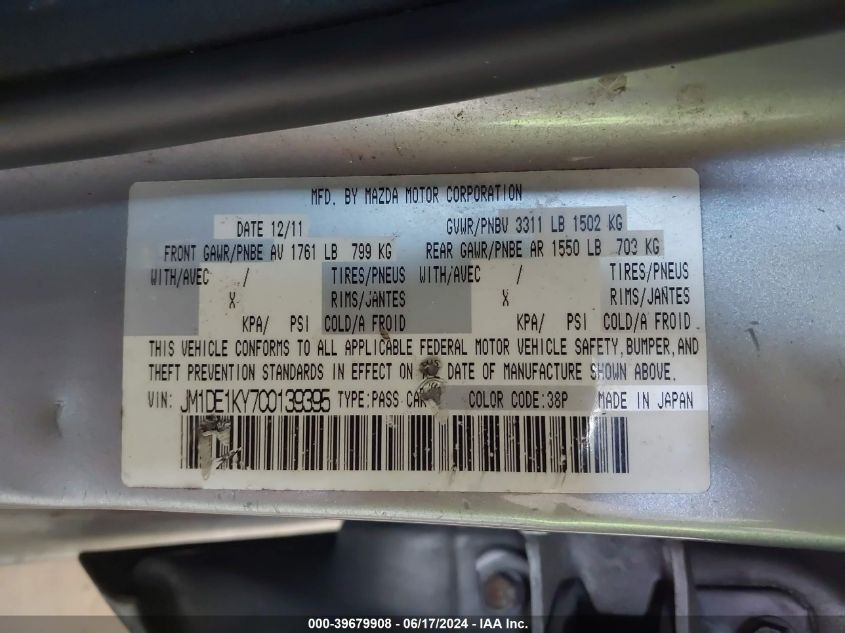 MFD. BY MAZDA MOTOR CORPORATION
DATE 12/11 GVWR/PNBV 3311 LB 1502 KG
FRONT GAWR/PNBE AV 1761 LB 799 KG REAR GAWR/PNBE AR 1550 LB 703 KG
WITH/AVEC / TIRES/PNEUS WITH/AVEC / TIRES/PNEUS
X RIMS/JANTES X RIMS/JANTES
KPA/ PSI COLD/A FROID KPA/ PSI COLD/A FROID
THIS VEHICLE CONFORMS TO ALL APPLICABLE FEDERAL MOTOR VEHICLE SAFETY, BUMPER, AND
THEFT PREVENTION STANDARDS IN EFFECT ON DATE OF MANUFACTURE SHOWN ABOVE.
VIN: JM1DE1KY7C0139395 TYPE:PASS CAR COLOR CODE:38P MADE IN JAPAN
000-39679908 - 06/17/2024 - IAA, Inc.